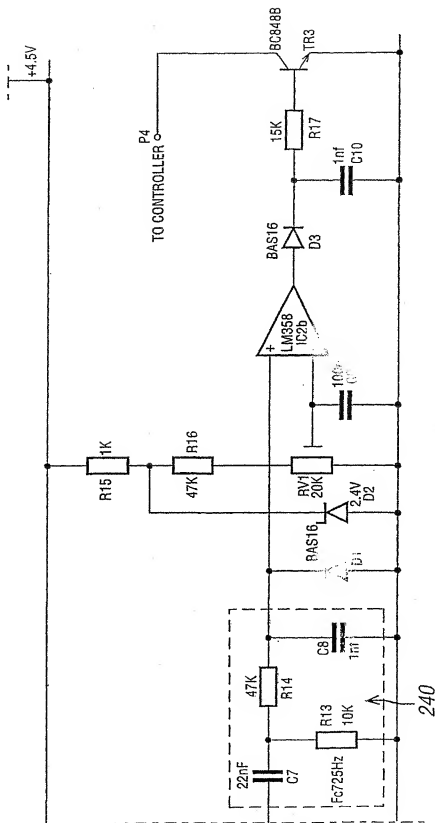 +4.5V
BC848B
TR3
P4
TO CONTROLLER
15K
R17
1nf
C10
BAS16
D3
+
LM358
IC2b
R15
1K
R16
47K
RV1
20K
2.4V
D2
BAS16
D1
C8
1nf
47K
R14
R13
10K
22nF
C7
Fc725Hz
240